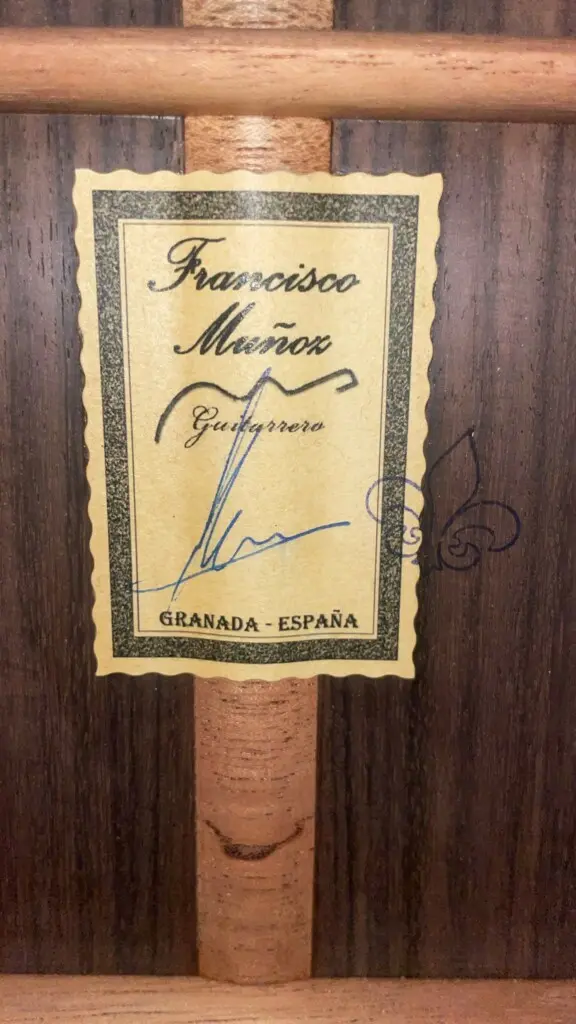 Francisco
Muñoz
Guitarrero
GRANADA - ESPAÑA